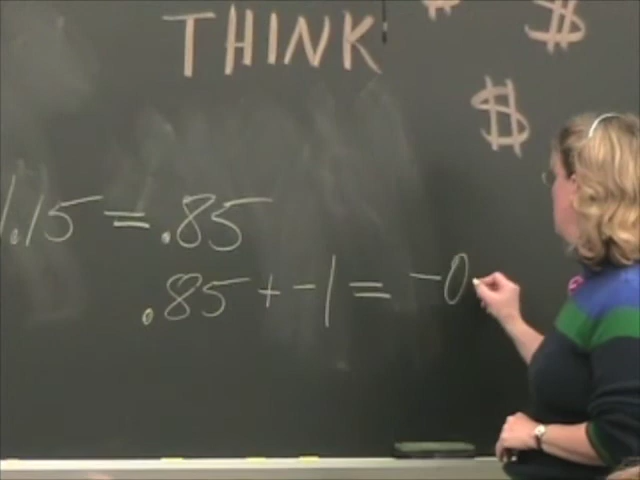 THINK
$
$
1.15 = .85
.85 + -1 = -0